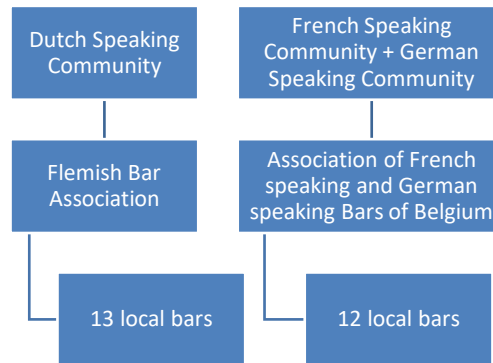 Dutch Speaking
Community
French Speaking
Community + German
Speaking Community
Flemish Bar
Association
Association of French
speaking and German
speaking Bars of Belgium
13 local bars
12 local bars